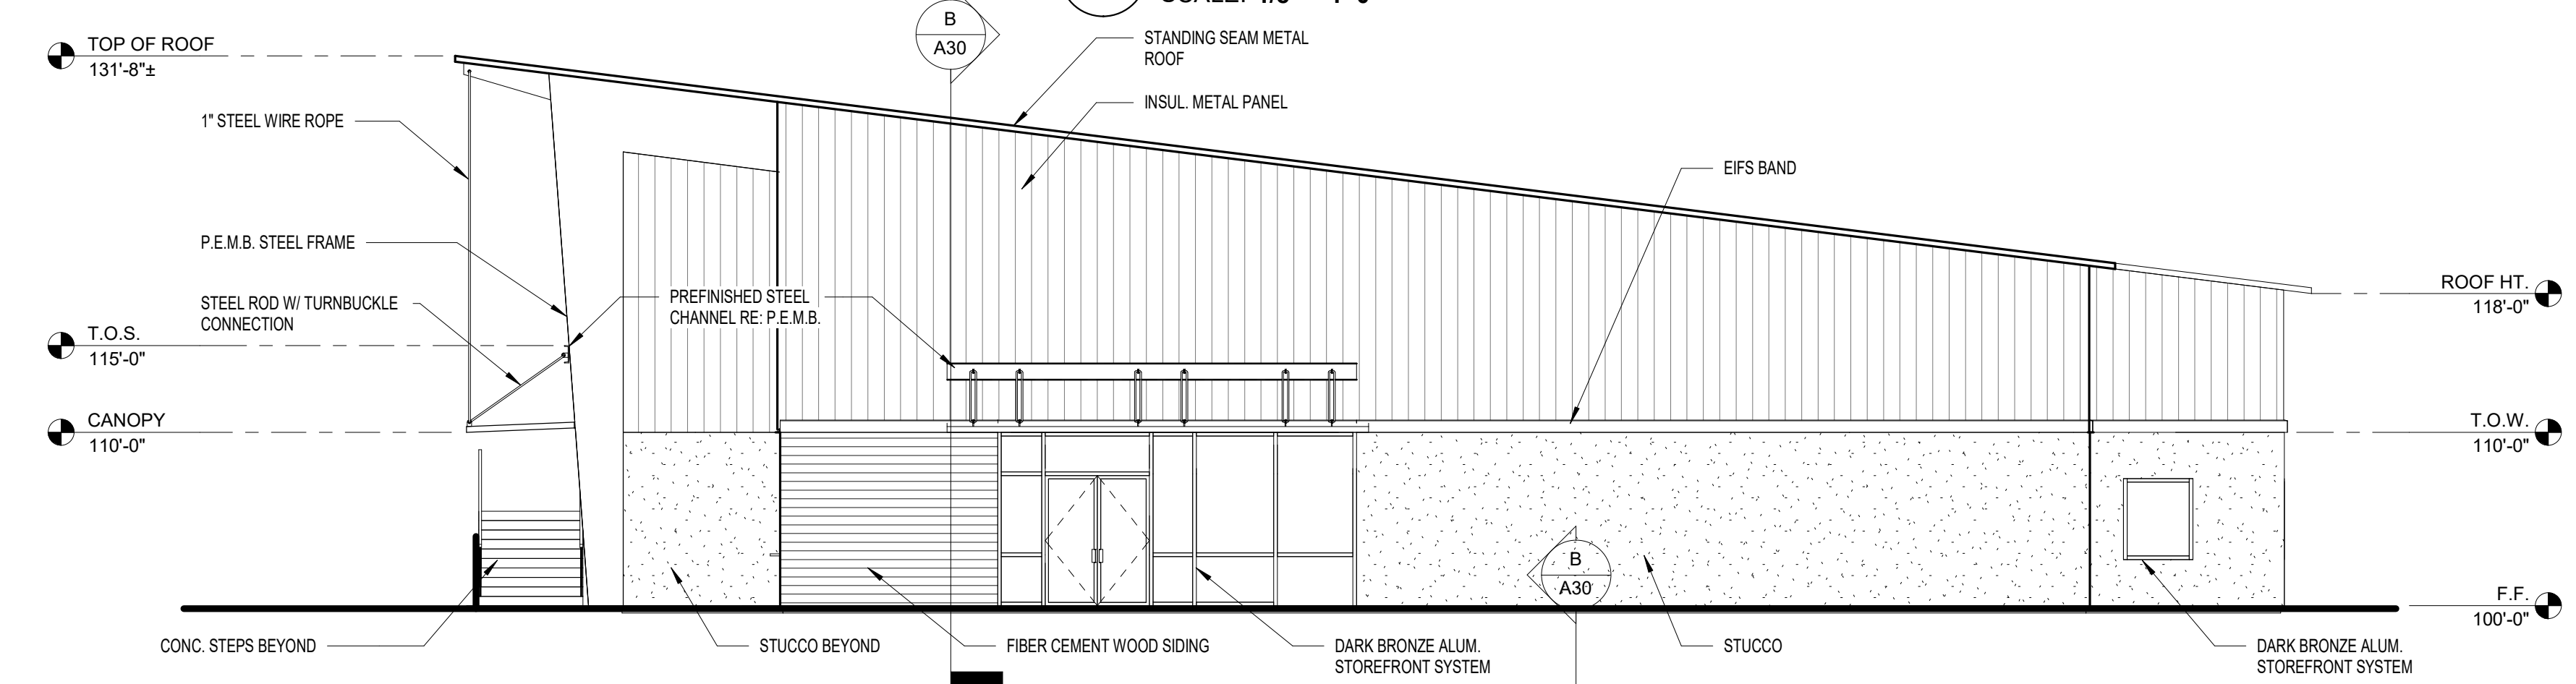 B
A30
TOP OF ROOF
131'-8"±
STANDING SEAM METAL
ROOF
INSUL. METAL PANEL
1" STEEL WIRE ROPE
EIFS BAND
P.E.M.B. STEEL FRAME
STEEL ROD W/ TURNBUCKLE
CONNECTION
PREFINISHED STEEL
CHANNEL RE: P.E.M.B.
ROOF HT.
118'-0"
T.O.S.
115'-0"
CANOPY
110'-0"
T.O.W.
110'-0"
B
A30
F.F.
100'-0"
CONC. STEPS BEYOND
STUCCO BEYOND
FIBER CEMENT WOOD SIDING
DARK BRONZE ALUM.
STOREFRONT SYSTEM
STUCCO
DARK BRONZE ALUM.
STOREFRONT SYSTEM